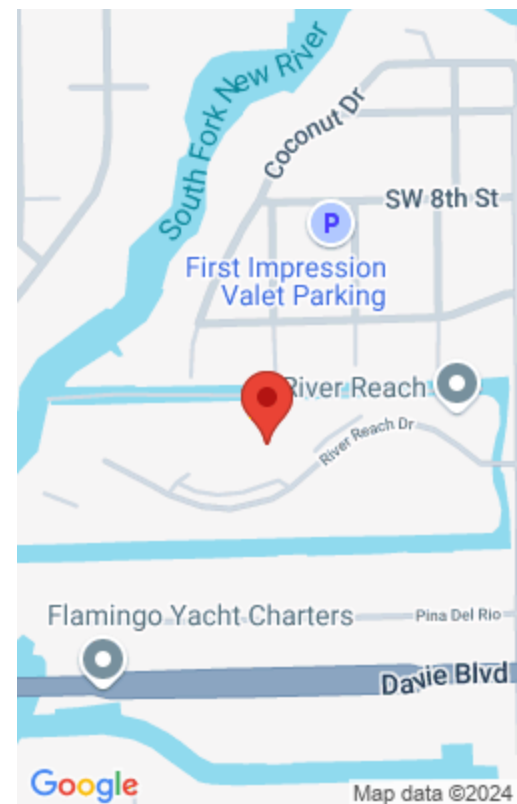 South Fork New River
Coconut Dr
SW 8th St
P
First Impression
Valet Parking
River Reach
River Reach Dr
Flamingo Yacht Charters
Pina Del Rio
Davie Blvd
Google
Map data ©2024